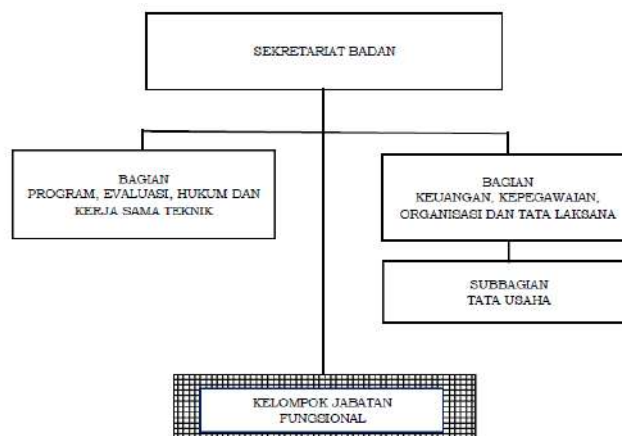 SEKRETARIAT BADAN
BAGIAN
PROGRAM, EVALUASI, HUKUM DAN
KERJA SAMA TEKNIK
BAGIAN
KEUANGAN, KEPEGAWAIAN,
ORGANISASI DAN TATA LAKSANA
SUBBAGIAN
TATA USAHA
KELOMPOK JABATAN
FUNGSIONAL